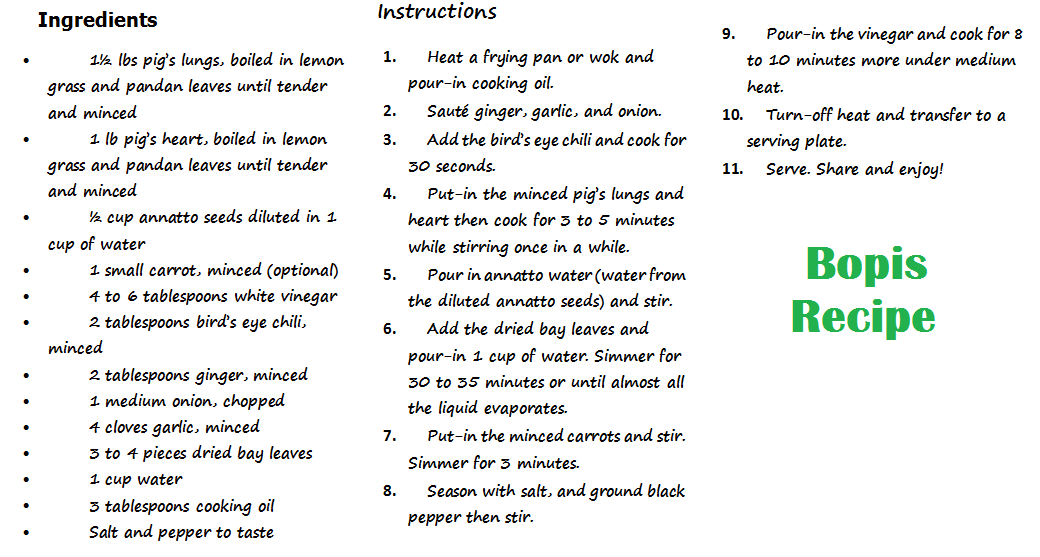 Ingredients
• 1½ lbs pig's lungs, boiled in lemon
grass and pandan leaves until tender
and minced
• 1 lb pig's heart, boiled in lemon
grass and pandan leaves until tender
and minced
• ½ cup annatto seeds diluted in 1
cup of water
• 1 small carrot, minced (optional)
• 4 to 6 tablespoons white vinegar
• 2 tablespoons bird's eye chili,
minced
• 2 tablespoons ginger, minced
• 1 medium onion, chopped
• 4 cloves garlic, minced
• 3 to 4 pieces dried bay leaves
• 1 cup water
• 3 tablespoons cooking oil
• Salt and pepper to taste
Instructions
1. Heat a frying pan or wok and
pour-in cooking oil.
2. Sauté ginger, garlic, and onion.
3. Add the bird's eye chili and cook for
30 seconds.
4. Put-in the minced pig's lungs and
heart then cook for 3 to 5 minutes
while stirring once in a while.
5. Pour in annatto water (water from
the diluted annatto seeds) and stir.
6. Add the dried bay leaves and
pour-in 1 cup of water. Simmer for
30 to 35 minutes or until almost all
the liquid evaporates.
7. Put-in the minced carrots and stir.
Simmer for 3 minutes.
8. Season with salt, and ground black
pepper then stir.
9. Pour-in the vinegar and cook for 8
to 10 minutes more under medium
heat.
10. Turn-off heat and transfer to a
serving plate.
11. Serve. Share and enjoy!
Bopis
Recipe